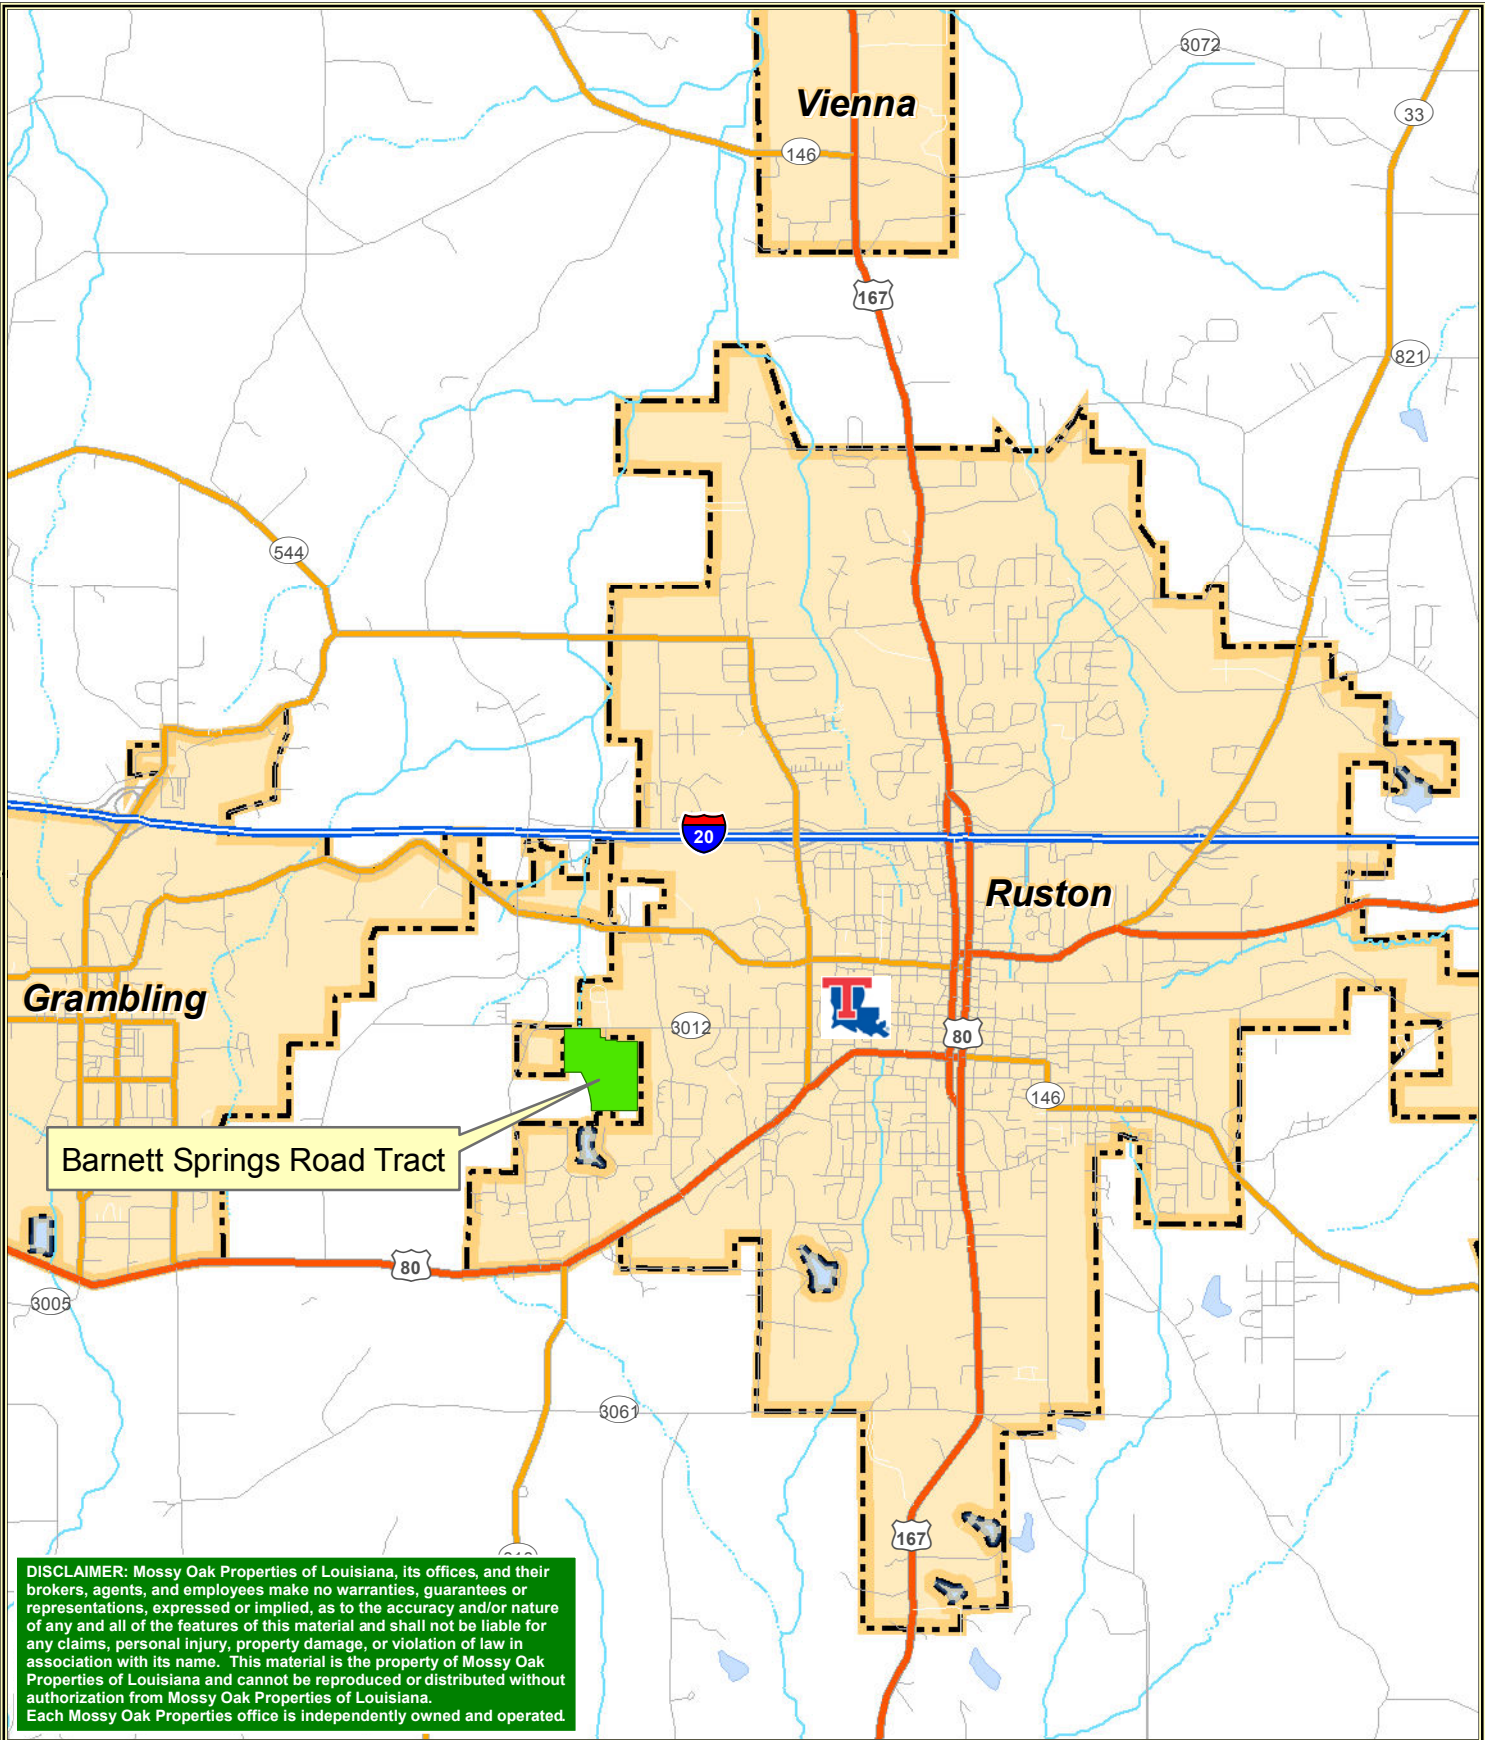 3072
Vienna
33
146
167
821
544
20
Ruston
Grambling
3012
80
146
Barnett Springs Road Tract
80
3005
3061
167
DISCLAIMER: Mossy Oak Properties of Louisiana, its offices, and their
brokers, agents, and employees make no warranties, guarantees or
representations, expressed or implied, as to the accuracy and/or nature
of any and all of the features of this material and shall not be liable for
any claims, personal injury, property damage, or violation of law in
association with its name. This material is the property of Mossy Oak
Properties of Louisiana and cannot be reproduced or distributed without
authorization from Mossy Oak Properties of Louisiana.
Each Mossy Oak Properties office is independently owned and operated.